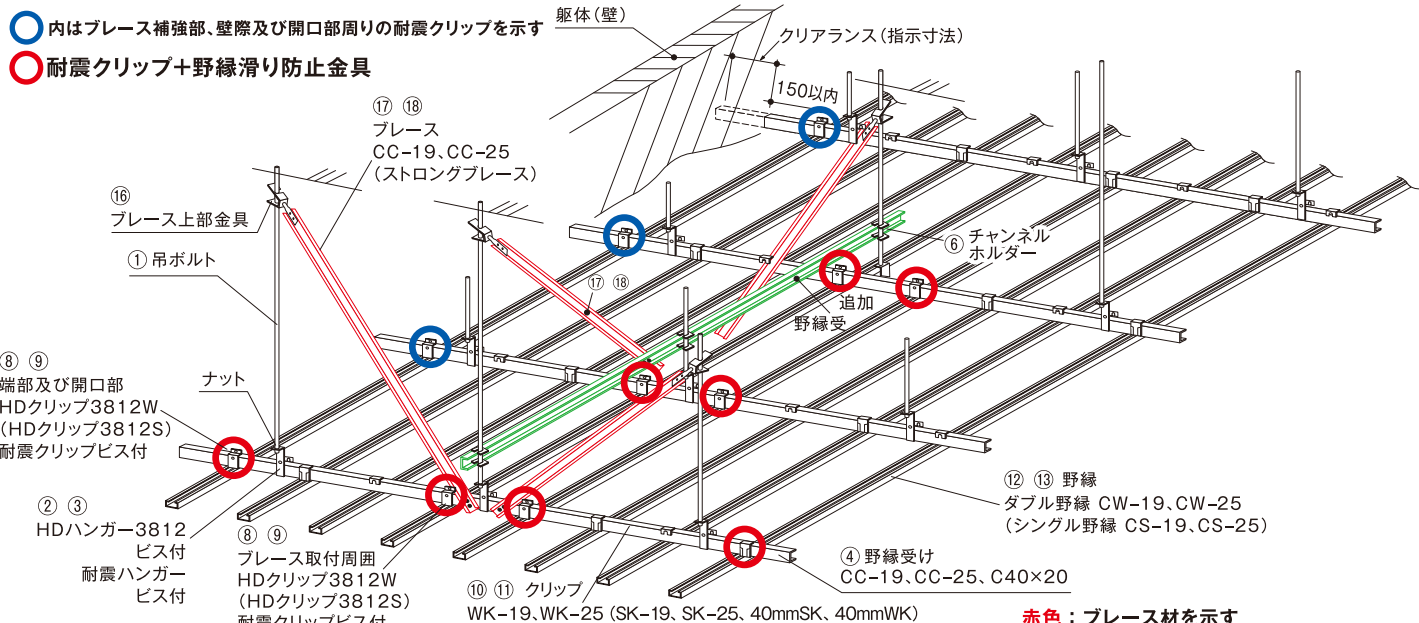 内はブレース補強部、壁際及び開口部周りの耐震クリップを示す
耐震クリップ+野縁滑り防止金具
躯体(壁)
クリアランス(指示寸法)
150以内
⑰ ⑱
ブレース
CC-19、CC-25
(ストロングブレース)
⑯
ブレース上部金具
①吊ボルト
⑥チャンネル
ホルダー
⑰ ⑱
追加
野縁受
⑧ ⑨
端部及び開口部
HDクリップ3812W
(HDクリップ3812S)
耐震クリップビス付
ナット
②③
HDハンガー3812
ビス付
耐震ハンガー
ビス付
⑧ ⑨
ブレース取付周囲
HDクリップ3812W
(HDクリップ3812S)
耐震クリップビス付
⑩ ⑪ クリップ
WK-19、WK-25 (SK-19、SK-25、40mmSK、40mmWK)
⑫ ⑬ 野縁
ダブル野縁 CW-19、CW-25
(シングル野縁 CS-19、CS-25)
④野縁受け
CC-19、CC-25、C40×20
赤色:ブレース材を示す